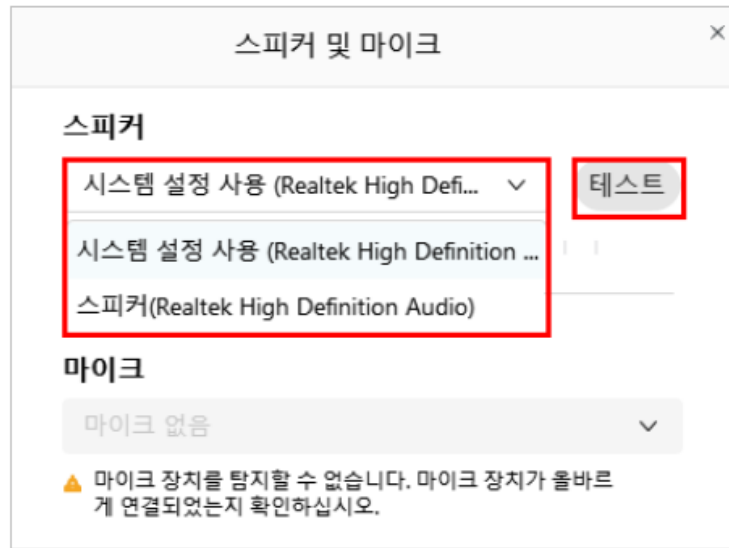 스피커 및 마이크
스피커
시스템 설정 사용 (Realtek High Defi...
테스트
시스템 설정 사용 (Realtek High Definition ...
스피커(Realtek High Definition Audio)
마이크
마이크 없음
마이크 장치를 탐지할 수 없습니다. 마이크 장치가 올바르
게 연결되었는지 확인하십시오.